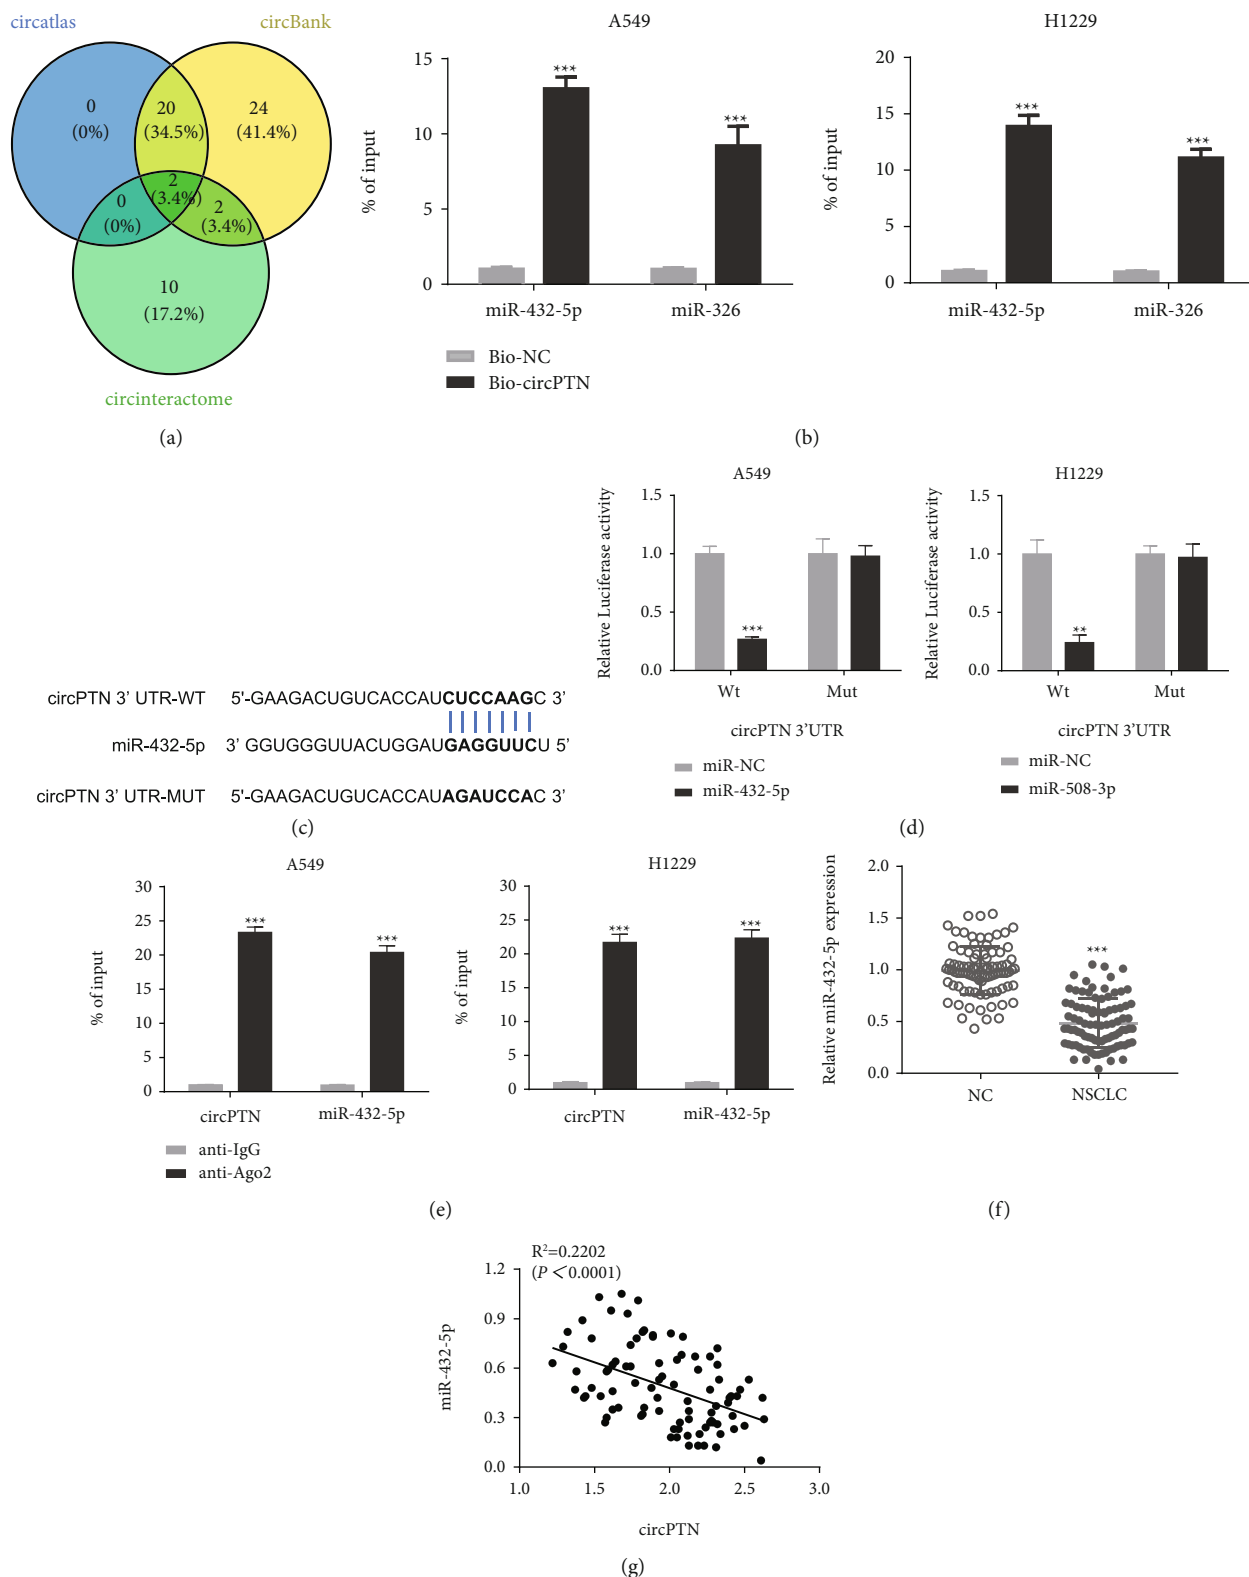 circatlas
circBank
0
(0%)
20
(34.5%)
24
(41.4%)
2
(3.4%)
0
(0%)
2
(3.4%)
10
(17.2%)
circinteractome
(a)
A549
% of input
15
10
5
0
***
***
miR-432-5p
miR-326
H1229
% of input
20
15
10
5
0
***
***
miR-432-5p
miR-326
Bio-NC
Bio-circPTN
(b)
circPTN 3’ UTR-WT 5'-GAAGACUGUCACCAUCUCCAAGC 3’
miR-432-5p 3’ GGUGGGUUACUGGAUGAGGUUCU 5’
circPTN 3’ UTR-MUT 5'-GAAGACUGUCACCAUAGAUCCAC 3’
(c)
A549
Relative Luciferase activity
1.5
1.0
0.5
0.0
***
Wt
Mut
circPTN 3’UTR
miR-NC
miR-432-5p
H1229
Relative Luciferase activity
1.5
1.0
0.5
0.0
**
Wt
Mut
circPTN 3’UTR
miR-NC
miR-508-3p
(d)
A549
% of input
30
25
20
15
10
5
0
***
***
circPTN
miR-432-5p
H1229
% of input
30
25
20
15
10
5
0
***
***
circPTN
miR-432-5p
anti-IgG
anti-Ago2
(e)
Relative miR-432-5p expression
2.0
1.5
1.0
0.5
0.0
***
NC
NSCLC
(f)
R²=0.2202
(P < 0.0001)
miR-432-5p
1.2
0.9
0.6
0.3
0.0
1.0
1.5
2.0
2.5
3.0
circPTN
(g)